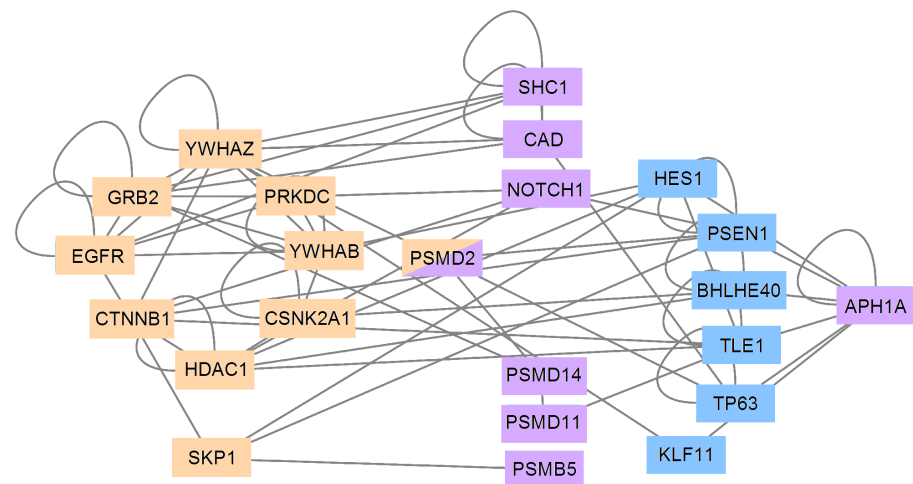 SHC1
CAD
YWHAZ
NOTCH1
HES1
GRB2
PRKDC
PSEN1
EGFR
YWHAB
PSMD2
BHLHE40
APH1A
CTNNB1
CSNK2A1
TLE1
HDAC1
PSMD14
TP63
PSMD11
SKP1
KLF11
PSMB5